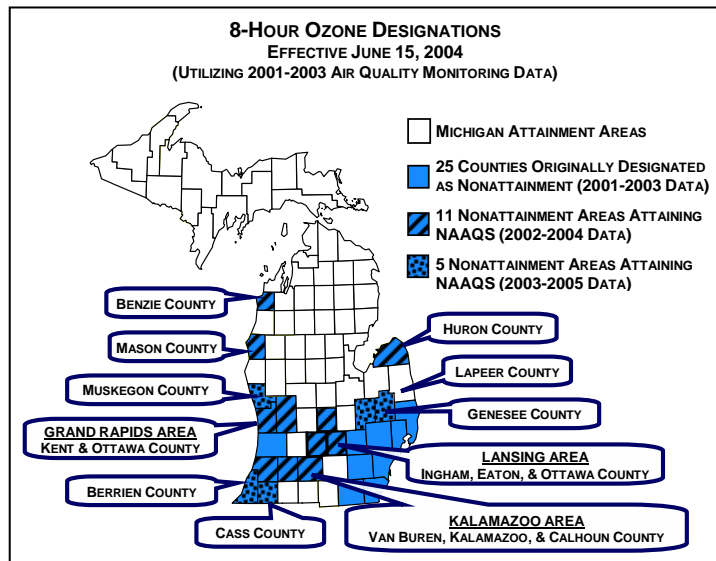 8-Hour Ozone Designations
Effective June 15, 2004
(Utilizing 2001-2003 Air Quality Monitoring Data)
Michigan Attainment Areas
25 Counties Originally Designated
as Nonattainment (2001-2003 Data)
11 Nonattainment Areas Attaining
NAAQS (2002-2004 Data)
5 Nonattainment Areas Attaining
NAAQS (2003-2005 Data)
Benzie County
Huron County
Mason County
Lapeer County
Muskegon County
Genesee County
GRAND RAPIDS AREA
Kent & Ottawa County
LANSING AREA
Ingham, Eaton, & Ottawa County
Berrien County
KALAMAZOO AREA
Van Buren, Kalamazoo, & Calhoun County
Cass County